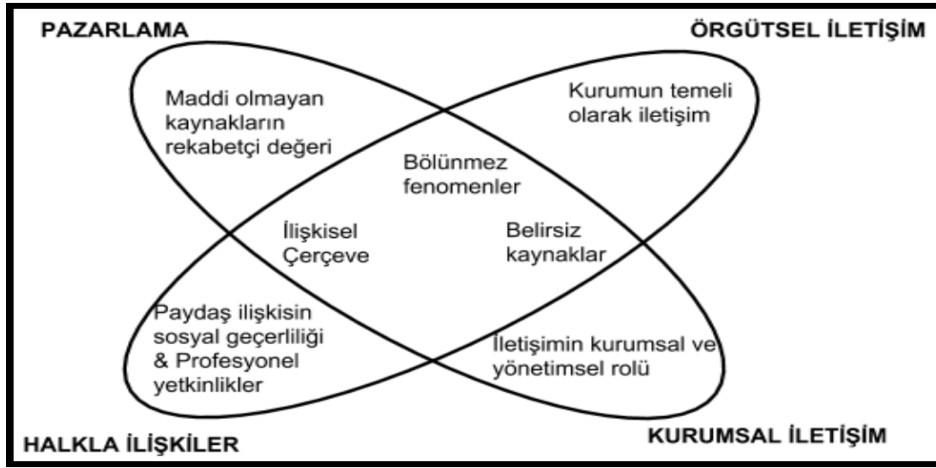 PAZARLAMA
ÖRGÜTSEL İLETİŞİM
Maddi olmayan
kaynakların
rekabetçi değeri
Kurumun temeli
olarak iletişim
Bölünmez
fenomenler
İlişkisel
Çerçeve
Belirsiz
kaynaklar
Paydaş ilişkisin
sosyal geçerliliği
& Profesyonel
yetkinlikler
İletişimin kurumsal ve
yönetimsel rolü
HALKLA İLİŞKİLER
KURUMSAL İLETİŞİM